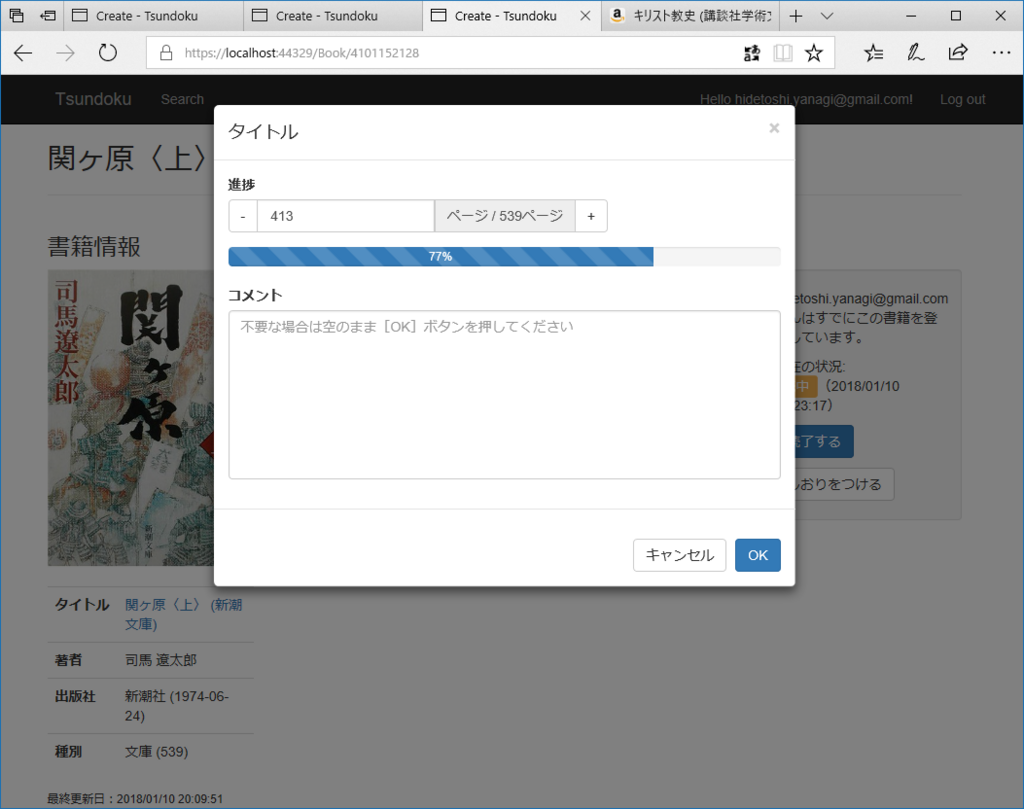 Create - Tsundoku
Create - Tsundoku
Create - Tsundoku
キリスト教史 (講談社学術文
https://localhost:44329/Book/4101152128
Tsundoku
Search
Hello hidetoshi.yanagi@gmail.com!
Log out
関ヶ原〈上〉
書籍情報
司馬遼太郎
関ヶ原
新潮文庫
タイトル
×
進捗
-
413
ページ / 539ページ
+
77%
コメント
不要な場合は空のまま［OK］ボタンを押してください
キャンセル
OK
etoshi.yanagi@gmail.com
はすでにこの書籍を登
しています。
在の状況:
中 （2018/01/10
23:17）
読了する
しおりをつける
タイトル 関ヶ原〈上〉 (新潮
文庫)
著者 司馬 遼太郎
出版社 新潮社 (1974-06-
24)
種別 文庫 (539)
最終更新日：2018/01/10 20:09:51